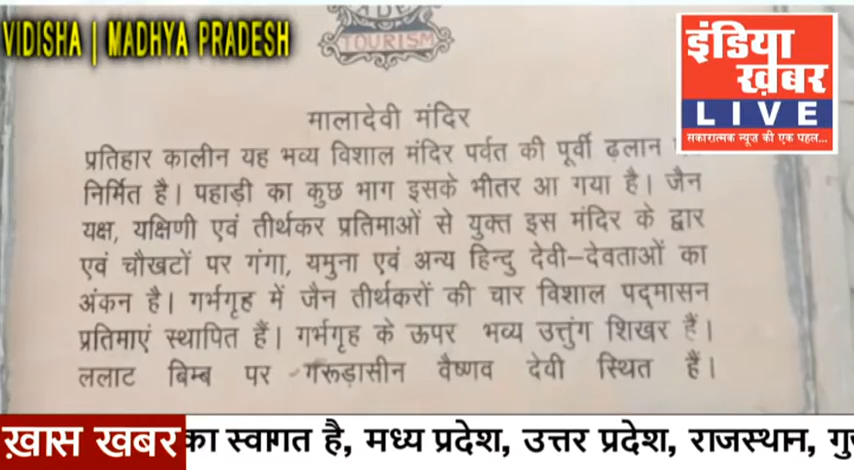 VIDISHA | MADHYA PRADESH
TOURISM
इंडिया
ख़बर
LIVE
सकारात्मक न्यूज़ की एक पहल...
मालादेवी मंदिर
प्रतिहार कालीन यह भव्य विशाल मंदिर पर्वत की पूर्वी ढ़लान
निर्मित है। पहाड़ी का कुछ भाग इसके भीतर आ गया है। जैन
यक्ष, यक्षिणी एवं तीर्थकर प्रतिमाओं से युक्त इस मंदिर के द्वार
एवं चौखटों पर गंगा, यमुना एवं अन्य हिन्दु देवी–देवताओं का
अंकन है। गर्भगृह में जैन तीर्थकरों की चार विशाल पद्मासन
प्रतिमाएं स्थापित हैं। गर्भगृह के ऊपर भव्य उत्तुंग शिखर हैं।
ललाट बिम्ब पर गरूड़ासीन वैष्णव देवी स्थित हैं।
ख़ास खबर का स्वागत है, मध्य प्रदेश, उत्तर प्रदेश, राजस्थान,